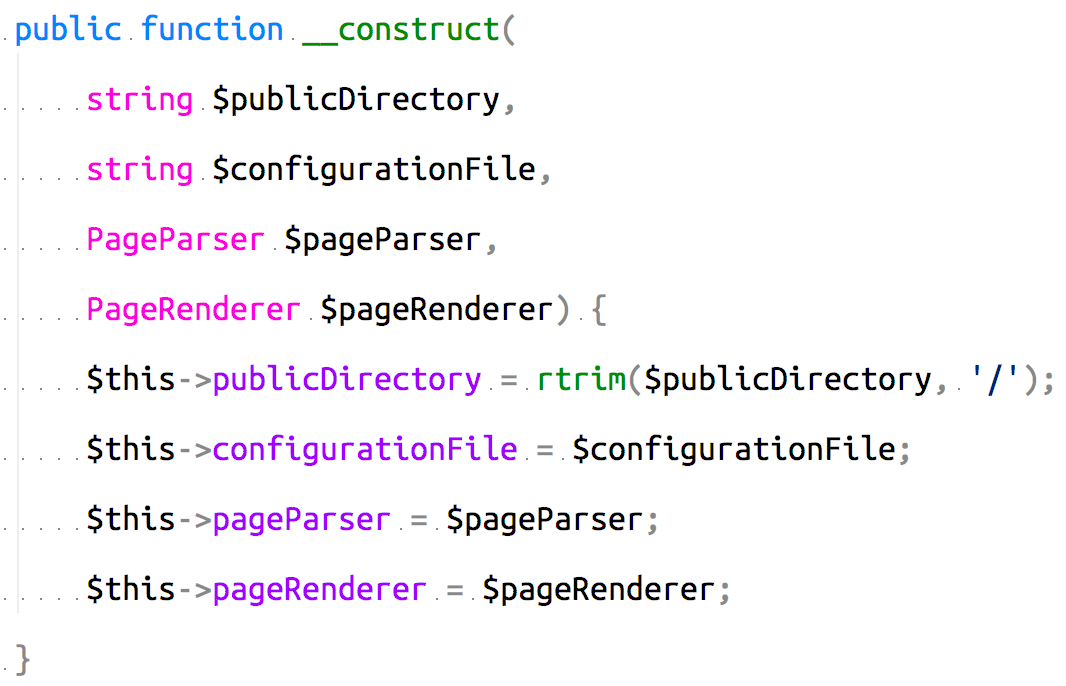 public function __construct(
string $publicDirectory,
string $configurationFile,
PageParser $pageParser,
PageRenderer $pageRenderer) {
$this->publicDirectory = rtrim($publicDirectory, '/');
$this->configurationFile = $configurationFile;
$this->pageParser = $pageParser;
$this->pageRenderer = $pageRenderer;
}